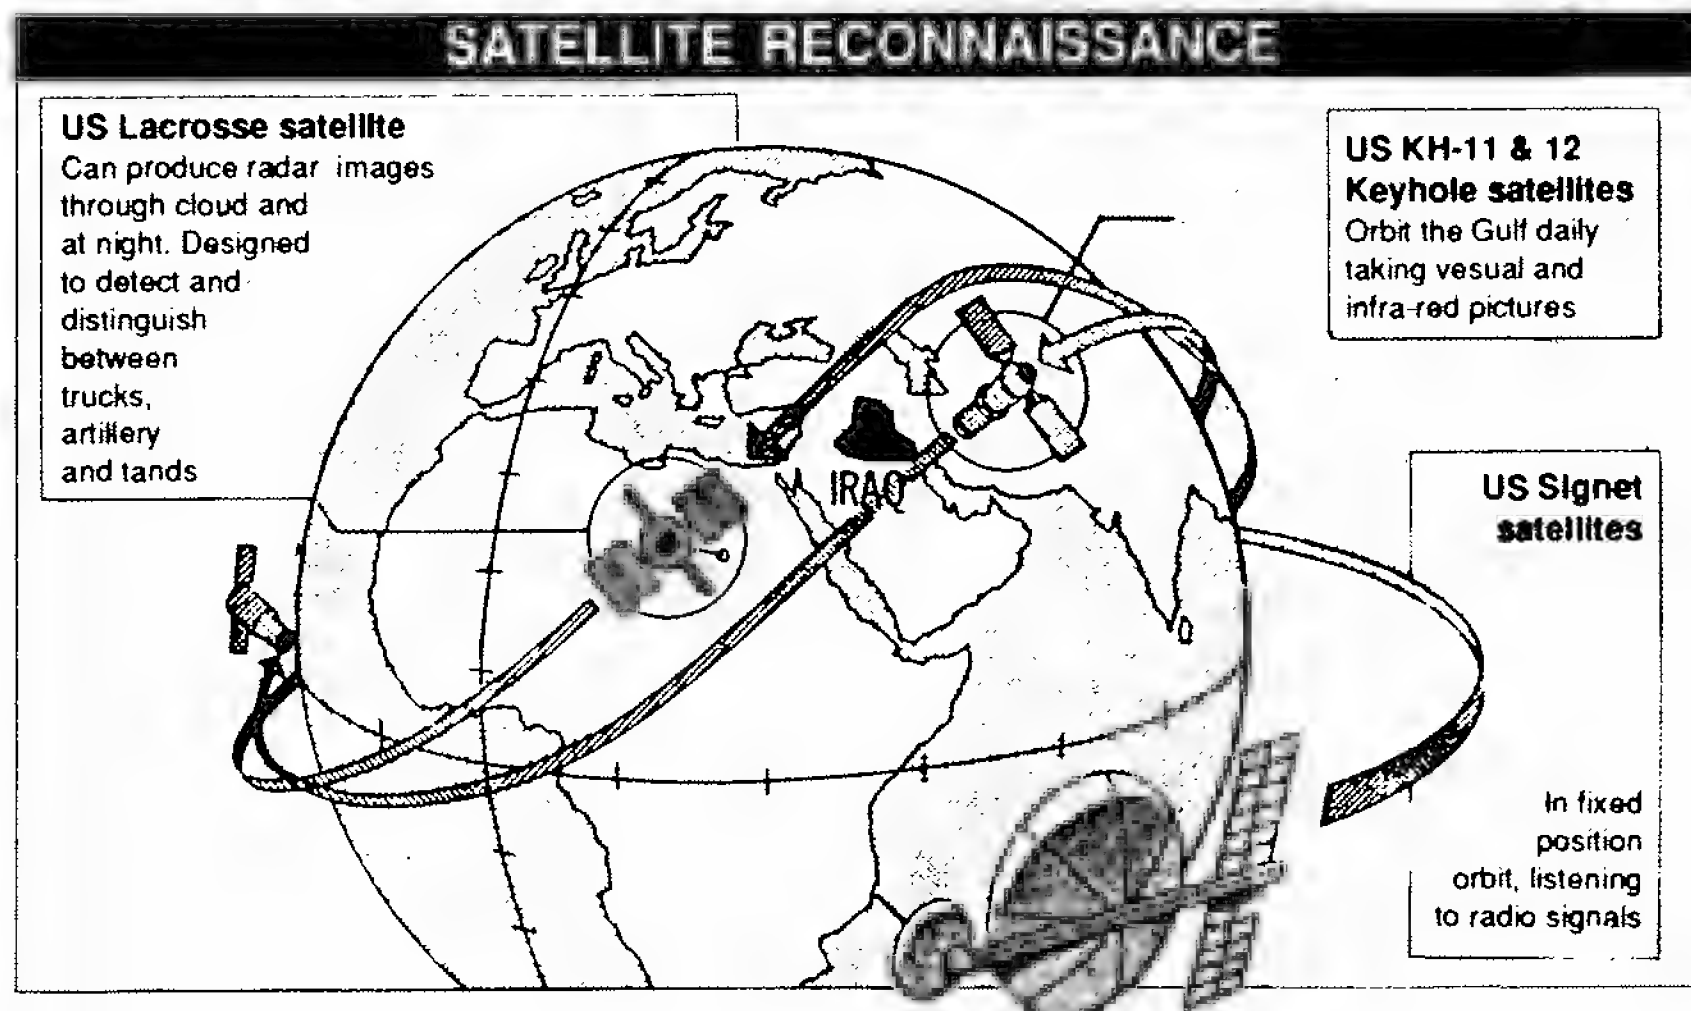 SATELLITE RECONNAISSANCE
US Lacrosse satellite
Can produce radar images
through cloud and
at night. Designed
to detect and
distinguish
between
trucks,
artillery
and tands
US KH-11 & 12
Keyhole satellites
Orbit the Gulf daily
taking vesual and
infra-red pictures
IRAQ
US Signet
satellites
In fixed
position
orbit, listening
to radio signals